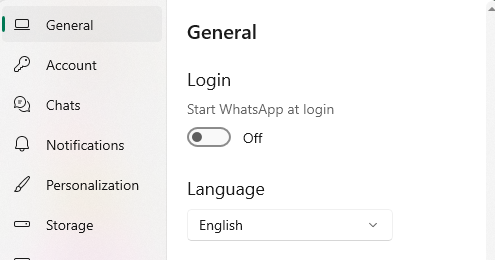 General
Account
Chats
Notifications
Personalization
Storage
General
Login
Start WhatsApp at login
Off
Language
English